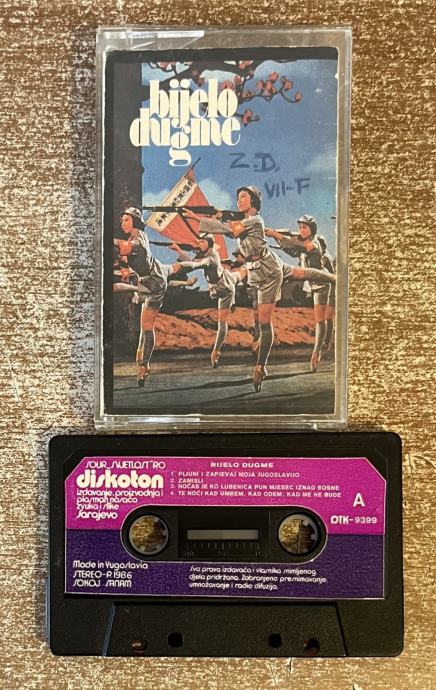 bijelo
dugme
Z.D.
VII-F
SOUR „SVJETLOST" RO
diskoton
izdavanje, proizvodnja i
plasman nosača
zvuka i slike
Sarajevo
BIJELO DUGME
1. PLJUNI I ZAPJEVAJ MOJA JUGOSLAVIJO
2. ZAMISLI
3. NOĆAS JE KO LUBENICA PUN MJESEC IZNAD BOSNE
4. TE NOĆI KAD UMREM, KAD ODEM, KAD ME NE BUDE
A
DTK-9399
Made in Yugoslavia
STEREO-P. 1986
SOKOJ SANAM
Sva prava izdavača i vlasnika snimljenog
djela pridržana. Zabranjeno presnimavanje,
umnožavanje i radio difuzija.